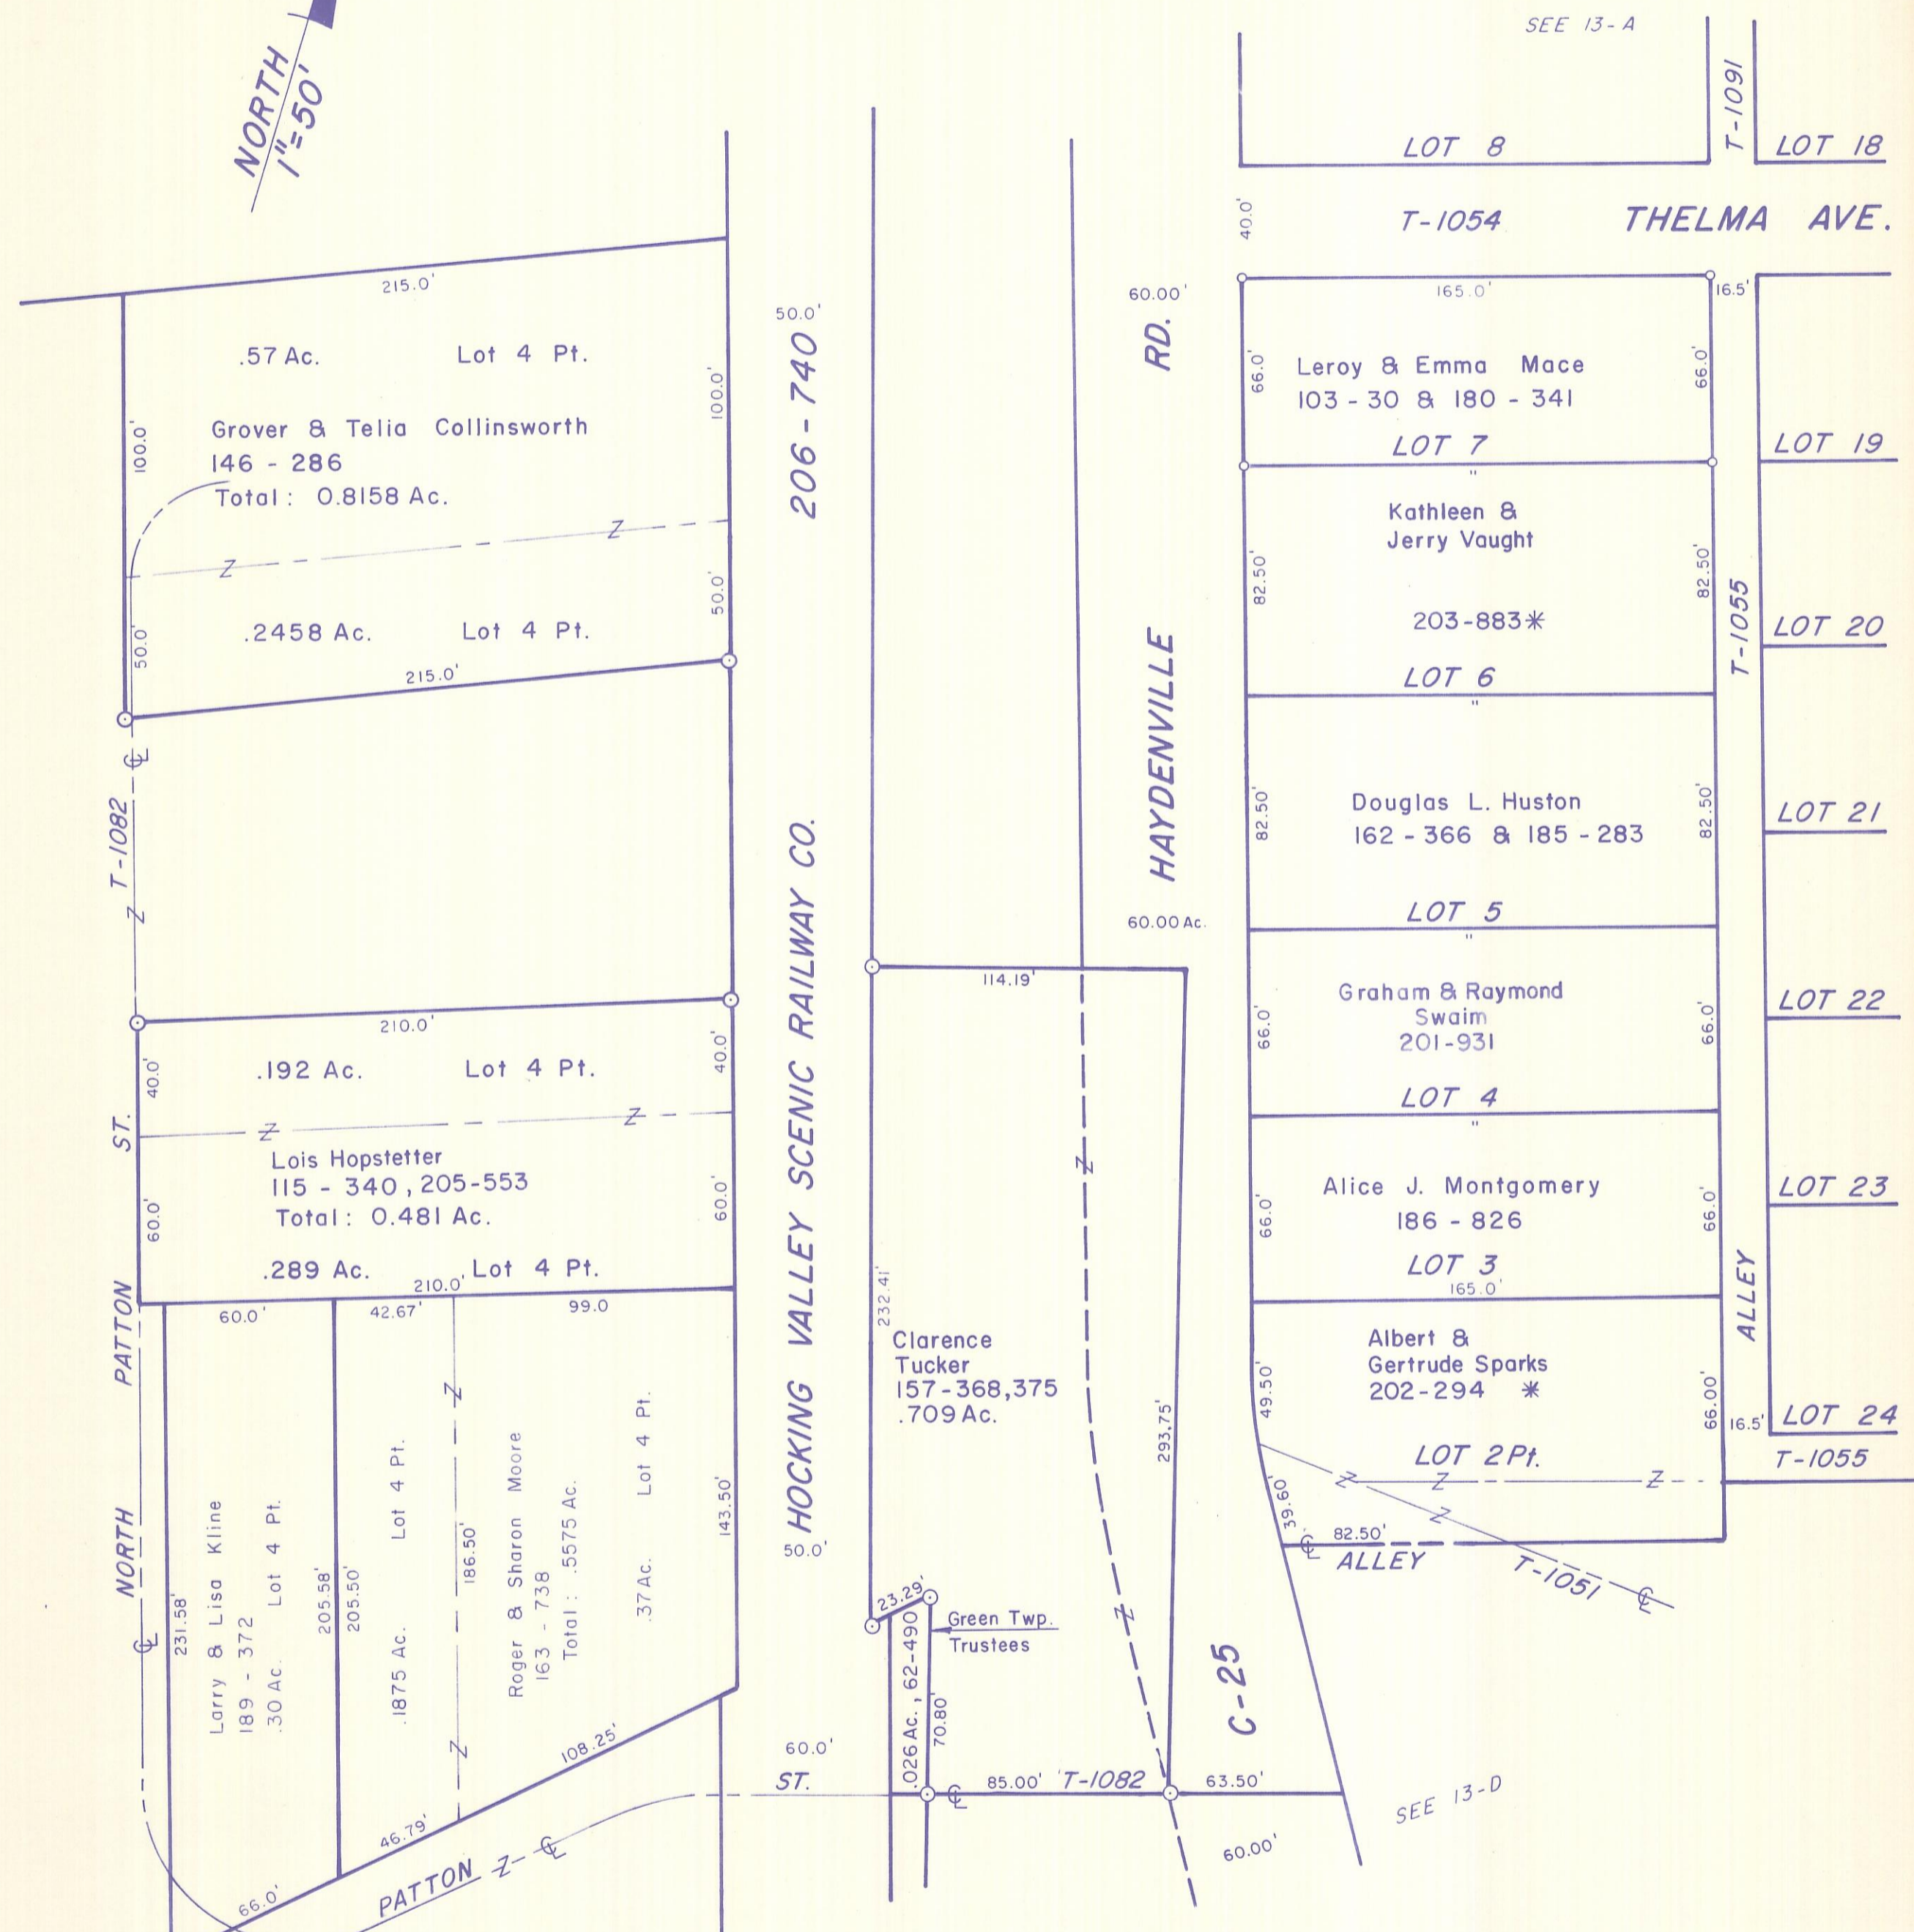 NORTH
1"=50'
SEE 13-A
T-1091
LOT 8
LOT 18
40.0'
T-1054
THELMA AVE.
215.0'
.57 Ac.
Lot 4 Pt.
100.0'
100.0'
Grover & Telia Collinsworth
146 - 286
Total: 0.8158 Ac.
Z
Z
50.0'
50.0'
.2458 Ac.
Lot 4 Pt.
215.0'
℄
T-1082
Z
210.0'
40.0'
40.0'
.192 Ac.
Lot 4 Pt.
Z
Z
Lois Hopstetter
115 - 340, 205-553
Total: 0.481 Ac.
60.0'
60.0'
.289 Ac.
Lot 4 Pt.
210.0'
NORTH PATTON ST.
60.0'
42.67'
99.0
℄
231.58'
Larry & Lisa Kline
189 - 372
.30 Ac. Lot 4 Pt.
205.58'
205.50'
.1875 Ac. Lot 4 Pt.
Z
Z
186.50'
Roger & Sharon Moore
163 - 738
Total: .5575 Ac.
.37 Ac. Lot 4 Pt.
143.50'
108.25'
46.79'
66.0'
PATTON
Z
℄
ST.
60.0'
50.0'
206-740
HOCKING VALLEY SCENIC RAILWAY CO.
50.0'
60.00'
HAYDENVILLE RD.
60.00 Ac.
114.19'
Z
232.41'
Clarence
Tucker
157-368,375
.709 Ac.
293.75'
Z
23.29'
Green Twp.
Trustees
.026 Ac., 62-490
70.80'
℄
85.00'
T-1082
63.50'
C-25
60.00'
SEE 13-D
165.0'
16.5'
66.0'
66.0'
Leroy & Emma Mace
103 - 30 & 180 - 341
LOT 7
"
LOT 19
Kathleen &
Jerry Vaught
82.50'
82.50'
203-883*
LOT 6
"
T-1055
LOT 20
Douglas L. Huston
162 - 366 & 185 - 283
82.50'
82.50'
LOT 5
"
LOT 21
Graham & Raymond
Swaim
201-931
66.0'
66.0'
LOT 4
"
LOT 22
Alice J. Montgomery
186 - 826
66.0'
66.0'
LOT 3
165.0'
LOT 23
ALLEY
Albert &
Gertrude Sparks
202-294 *
49.50'
66.00'
16.5'
LOT 24
LOT 2 Pt.
T-1055
Z
Z
Z
Z
39.60'
℄
82.50'
ALLEY
T-1051
℄